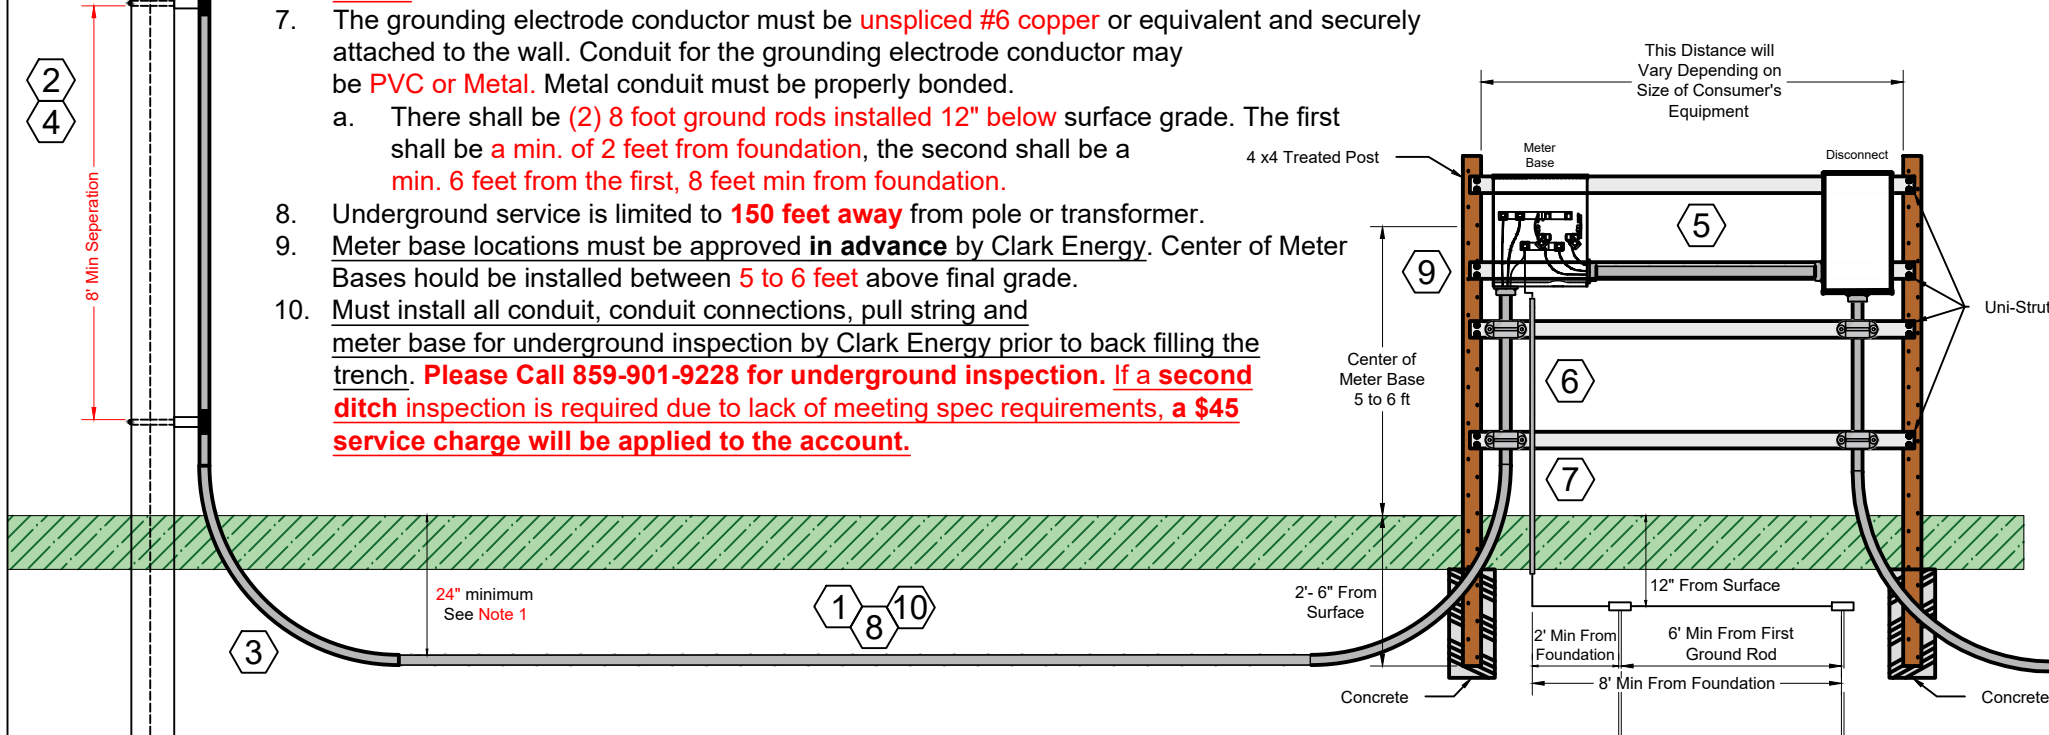 7. The grounding electrode conductor must be unspliced #6 copper or equivalent and securely
attached to the wall. Conduit for the grounding electrode conductor may
be PVC or Metal. Metal conduit must be properly bonded.
a. There shall be (2) 8 foot ground rods installed 12" below surface grade. The first
shall be a min. of 2 feet from foundation, the second shall be a
min. 6 feet from the first, 8 feet min from foundation.
8. Underground service is limited to 150 feet away from pole or transformer.
9. Meter base locations must be approved in advance by Clark Energy. Center of Meter
Bases hould be installed between 5 to 6 feet above final grade.
10. Must install all conduit, conduit connections, pull string and
meter base for underground inspection by Clark Energy prior to back filling the
trench. Please Call 859-901-9228 for underground inspection. If a second
ditch inspection is required due to lack of meeting spec requirements, a $45
service charge will be applied to the account.
2
4
8' Min Seperation
3
24" minimum
See Note 1
1
8
10
This Distance will
Vary Depending on
Size of Consumer's
Equipment
4 x4 Treated Post
Meter
Base
Disconnect
5
9
Uni-Strut
Center of
Meter Base
5 to 6 ft
6
7
2'- 6" From
Surface
12" From Surface
2' Min From
Foundation
6' Min From First
Ground Rod
8' Min From Foundation
Concrete
Concrete